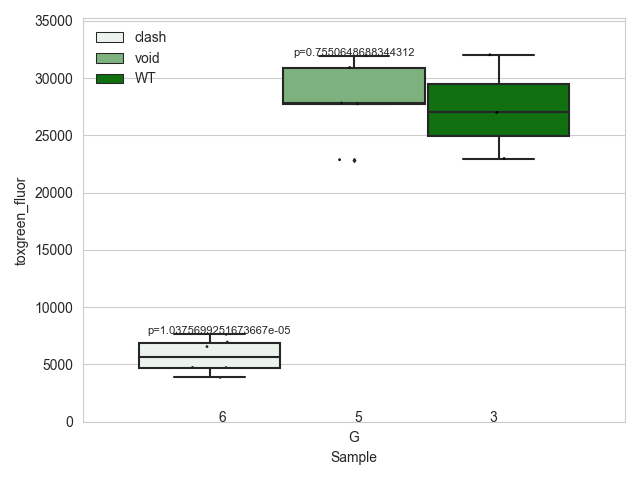 35000
30000
25000
20000
15000
10000
5000
0
toxgreen_fluor
clash
void
WT
p=0.7550648688344312
p=1.0375699251673667e-05
6 5 3
G
Sample